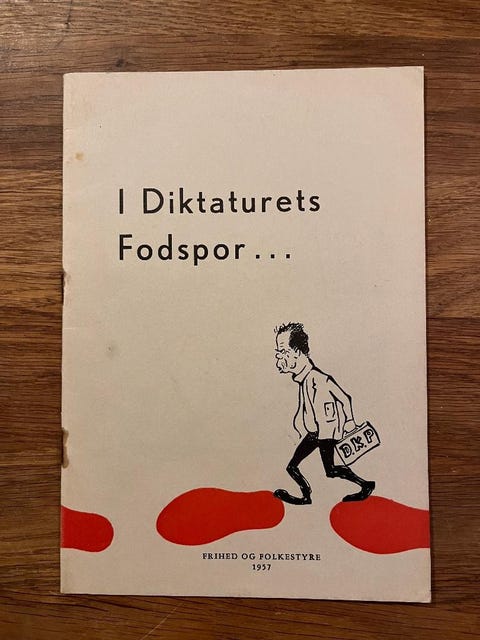 I Diktaturets
Fodspor...
D.K.P
FRIHED OG FOLKESTYRE
1957